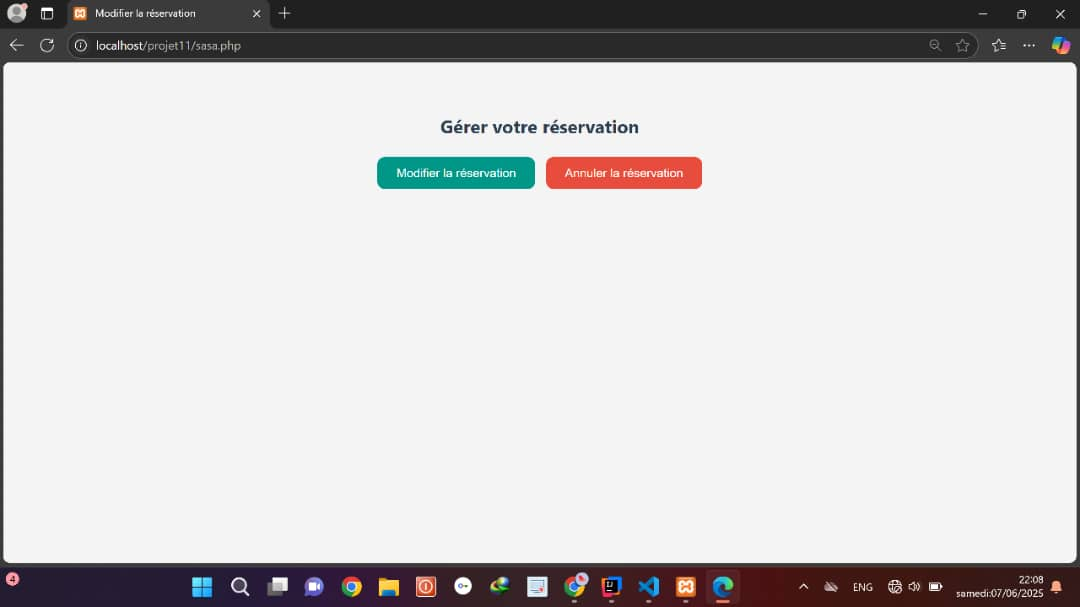 Modifier la réservation
localhost/projet11/sasa.php
Gérer votre réservation
Modifier la réservation
Annuler la réservation
4
ENG
22:08
samedi:07/06/2025